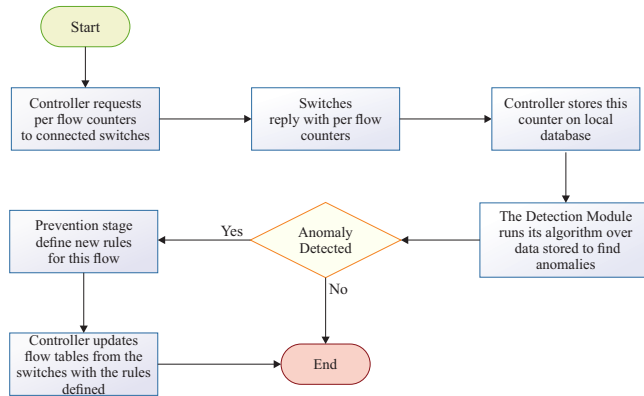 Start
Controller requests
per flow counters
to connected switches
Switches
reply with per flow
counters
Controller stores this
counter on local
database
Prevention stage
define new rules
for this flow
Yes
Anomaly
Detected
No
The Detection Module
runs its algorithm over
data stored to find
anomalies
Controller updates
flow tables from the
switches with the rules
defined
End